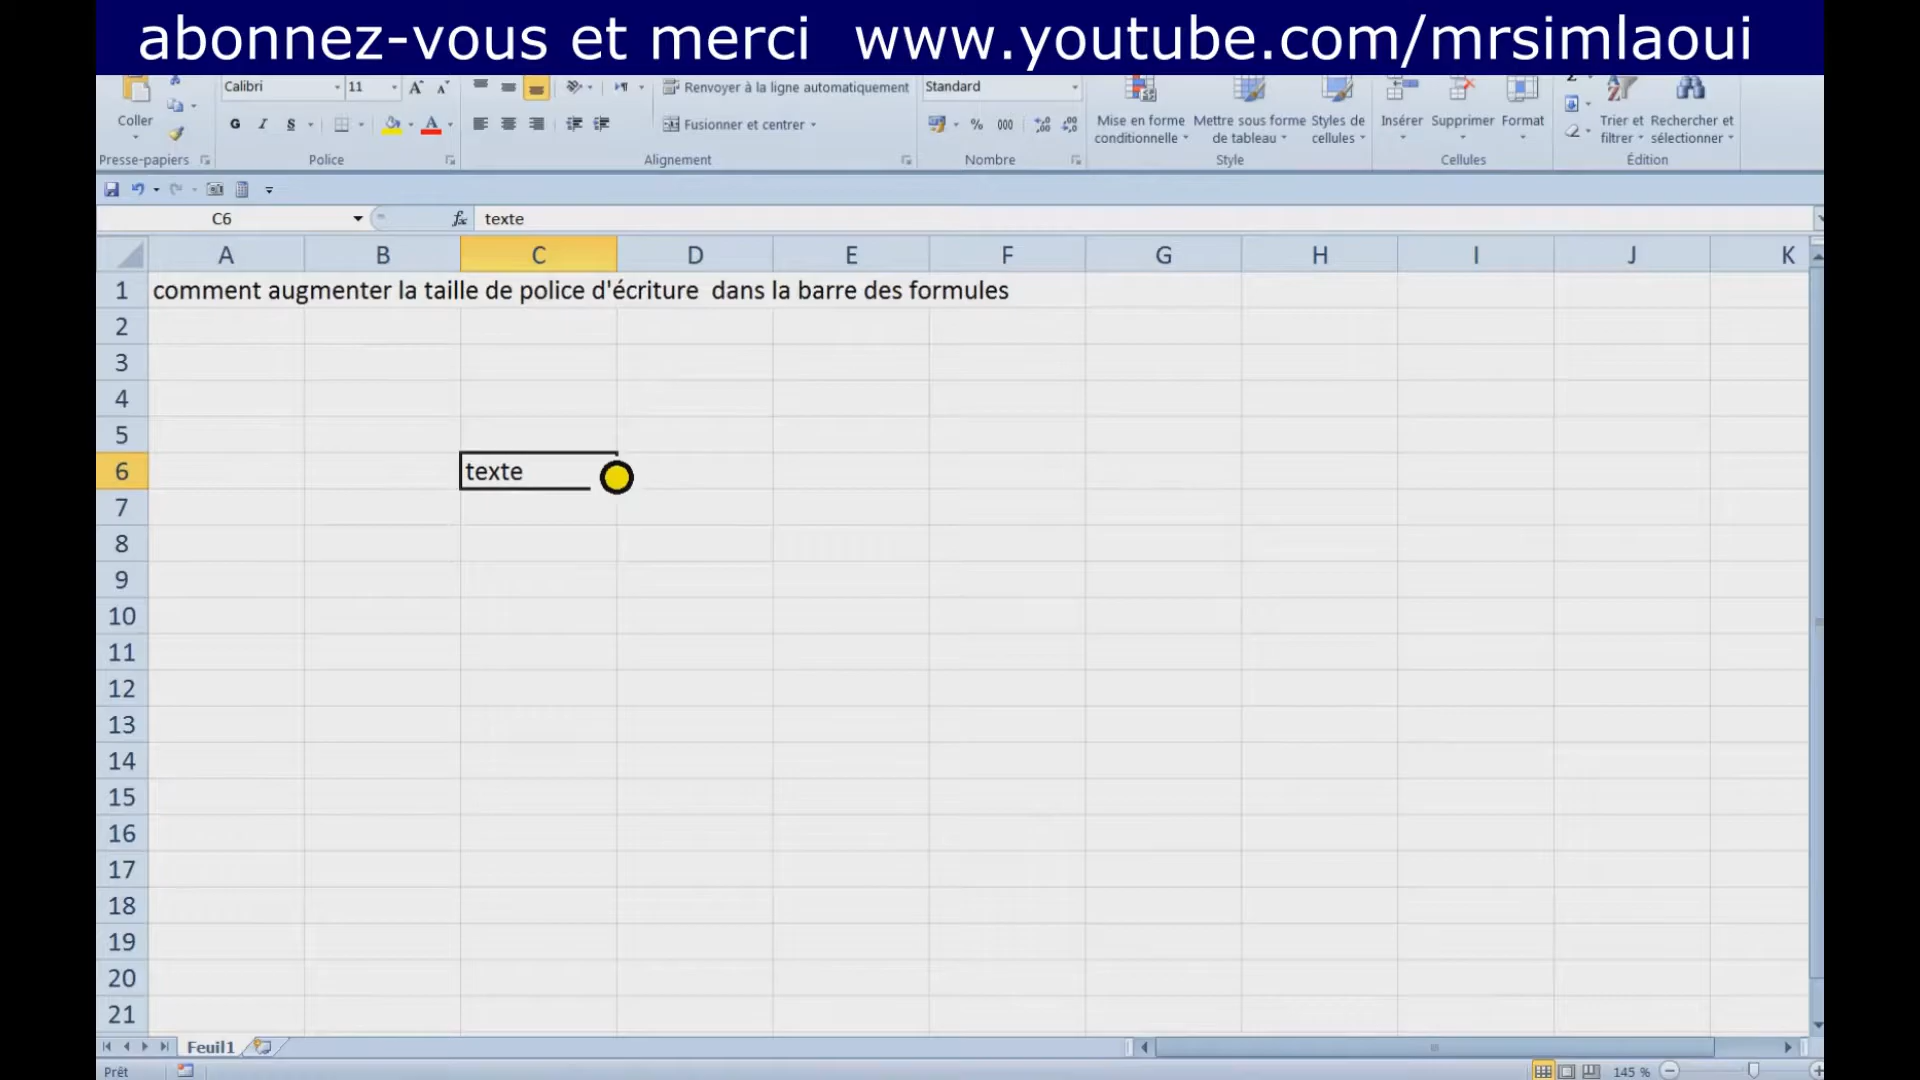 abonnez-vous et merci www.youtube.com/mrsimlaoui
Calibri 11 Renvoyer à la ligne automatiquement Standard
Coller G I S Fusionner et centrer % 000 Mise en forme conditionnelle Mettre sous forme de tableau Styles de cellules Insérer Supprimer Format Trier et filtrer Rechercher et sélectionner
Presse-papiers Police Alignement Nombre Style Cellules Édition
C6 fx texte
A B C D E F G H I J K
1 comment augmenter la taille de police d'écriture dans la barre des formules
2
3
4
5
6 texte
7
8
9
10
11
12
13
14
15
16
17
18
19
20
21
Feuil1
Prêt 145 %